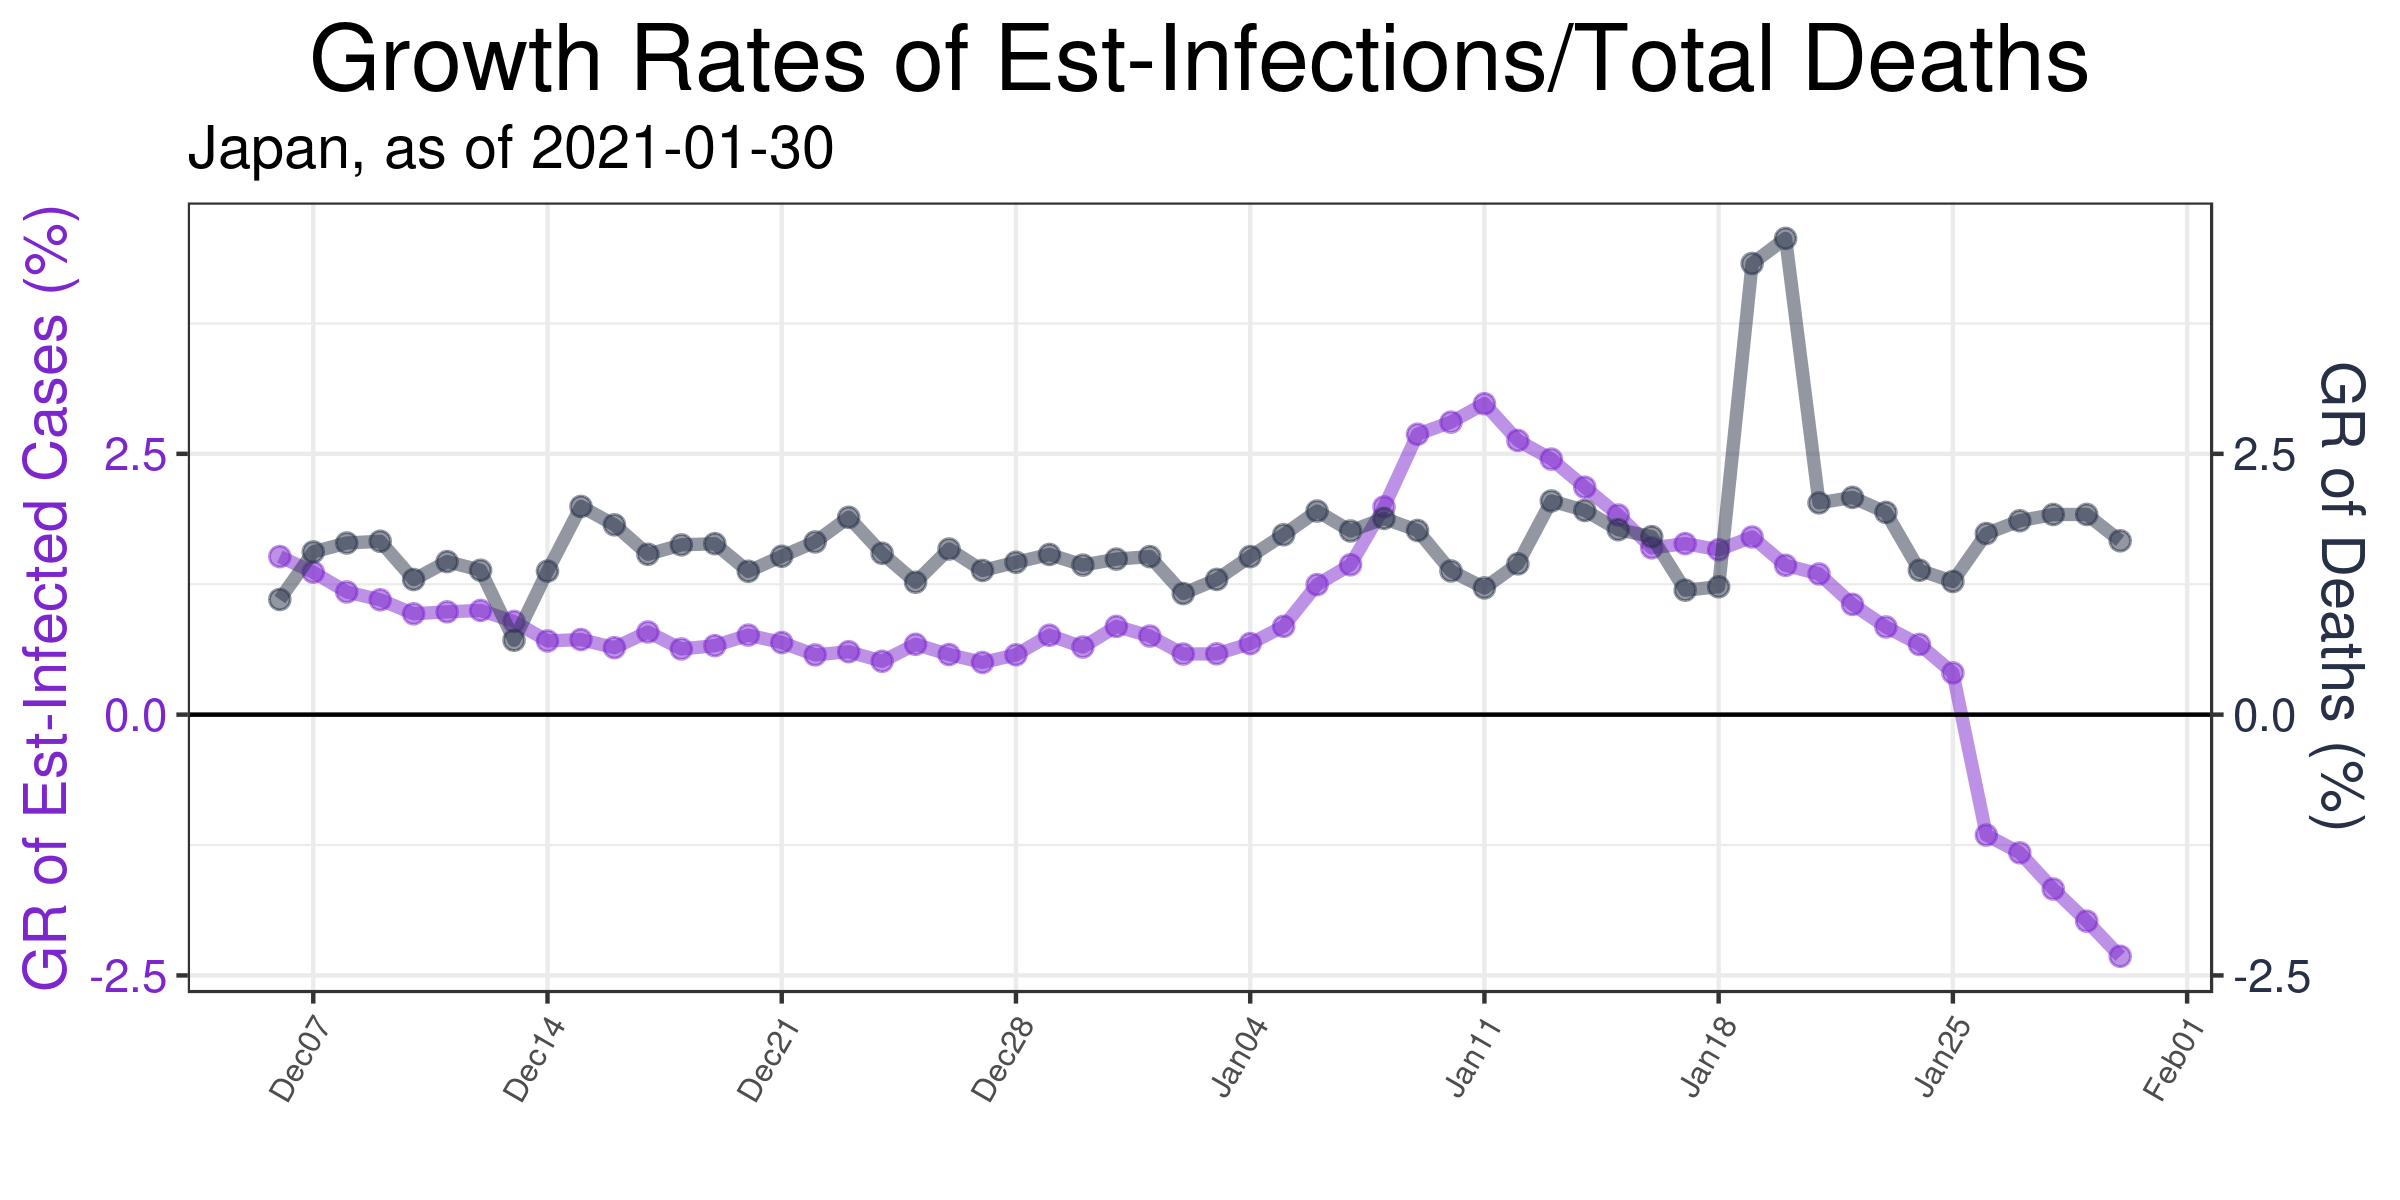 Growth Rates of Est-Infections/Total Deaths
Japan, as of 2021-01-30
GR of Est-Infected Cases (%)
2.5
0.0
-2.5
2.5
0.0
-2.5
GR of Deaths (%)
Dec07
Dec14
Dec21
Dec28
Jan04
Jan11
Jan18
Jan25
Feb01